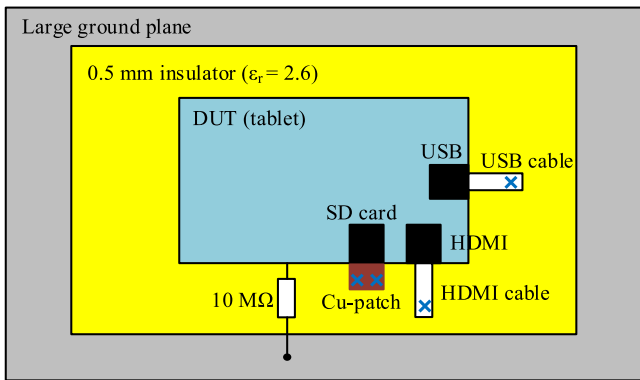 Large ground plane
0.5 mm insulator (εr = 2.6)
DUT (tablet)
USB
USB cable
SD card
HDMI
10 MΩ
Cu-patch
HDMI cable